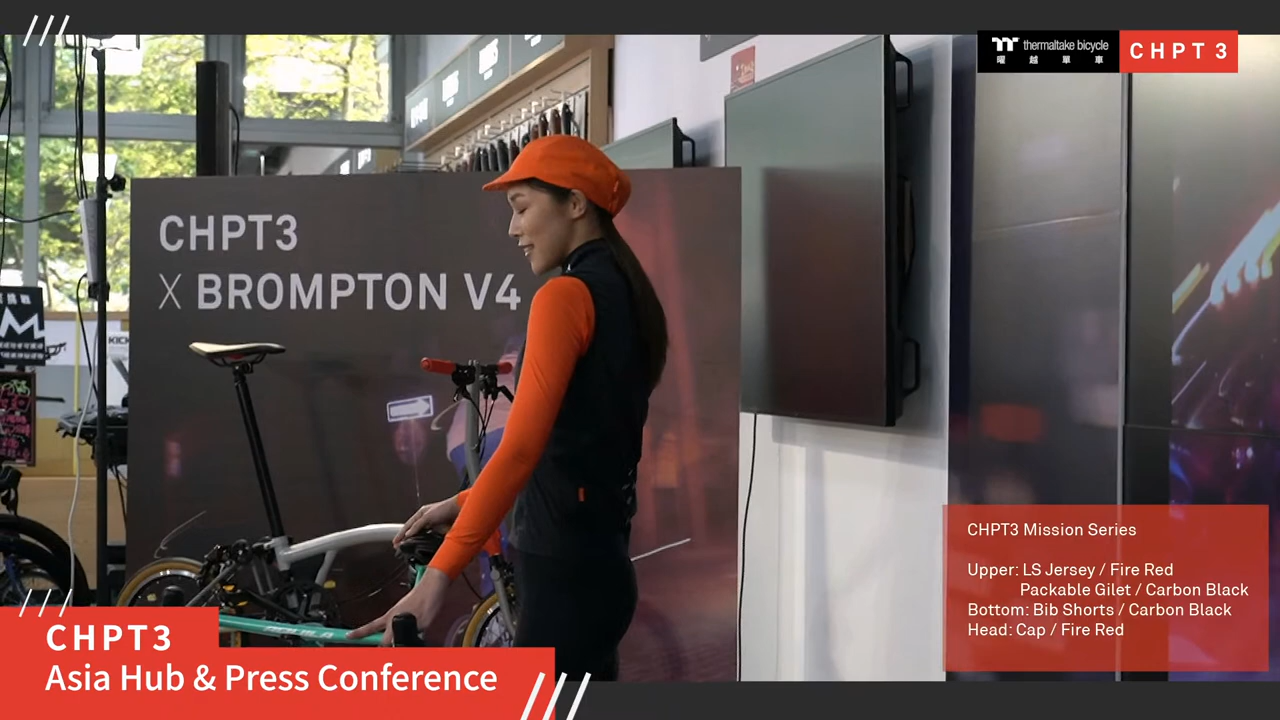 thermaltake bicycle
曜越單車
CHPT3
CHPT3
X BROMPTON V4
CHPT3 Mission Series
Upper: LS Jersey / Fire Red
Packable Gilet / Carbon Black
Bottom: Bib Shorts / Carbon Black
Head: Cap / Fire Red
CHPT3
Asia Hub & Press Conference